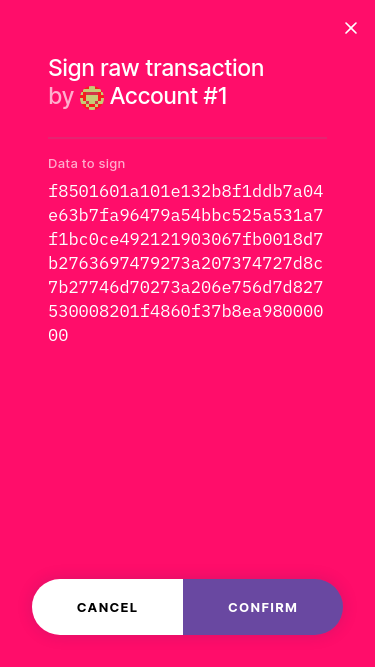 Sign raw transaction
by Account #1
Data to sign
f8501601a101e132b8f1ddb7a04
e63b7fa96479a54bbc525a531a7
f1bc0ce492121903067fb0018d7
b2763697479273a207374727d8c
7b27746d70273a206e756d7d827
530008201f4860f37b8ea980000
00
CANCEL
CONFIRM